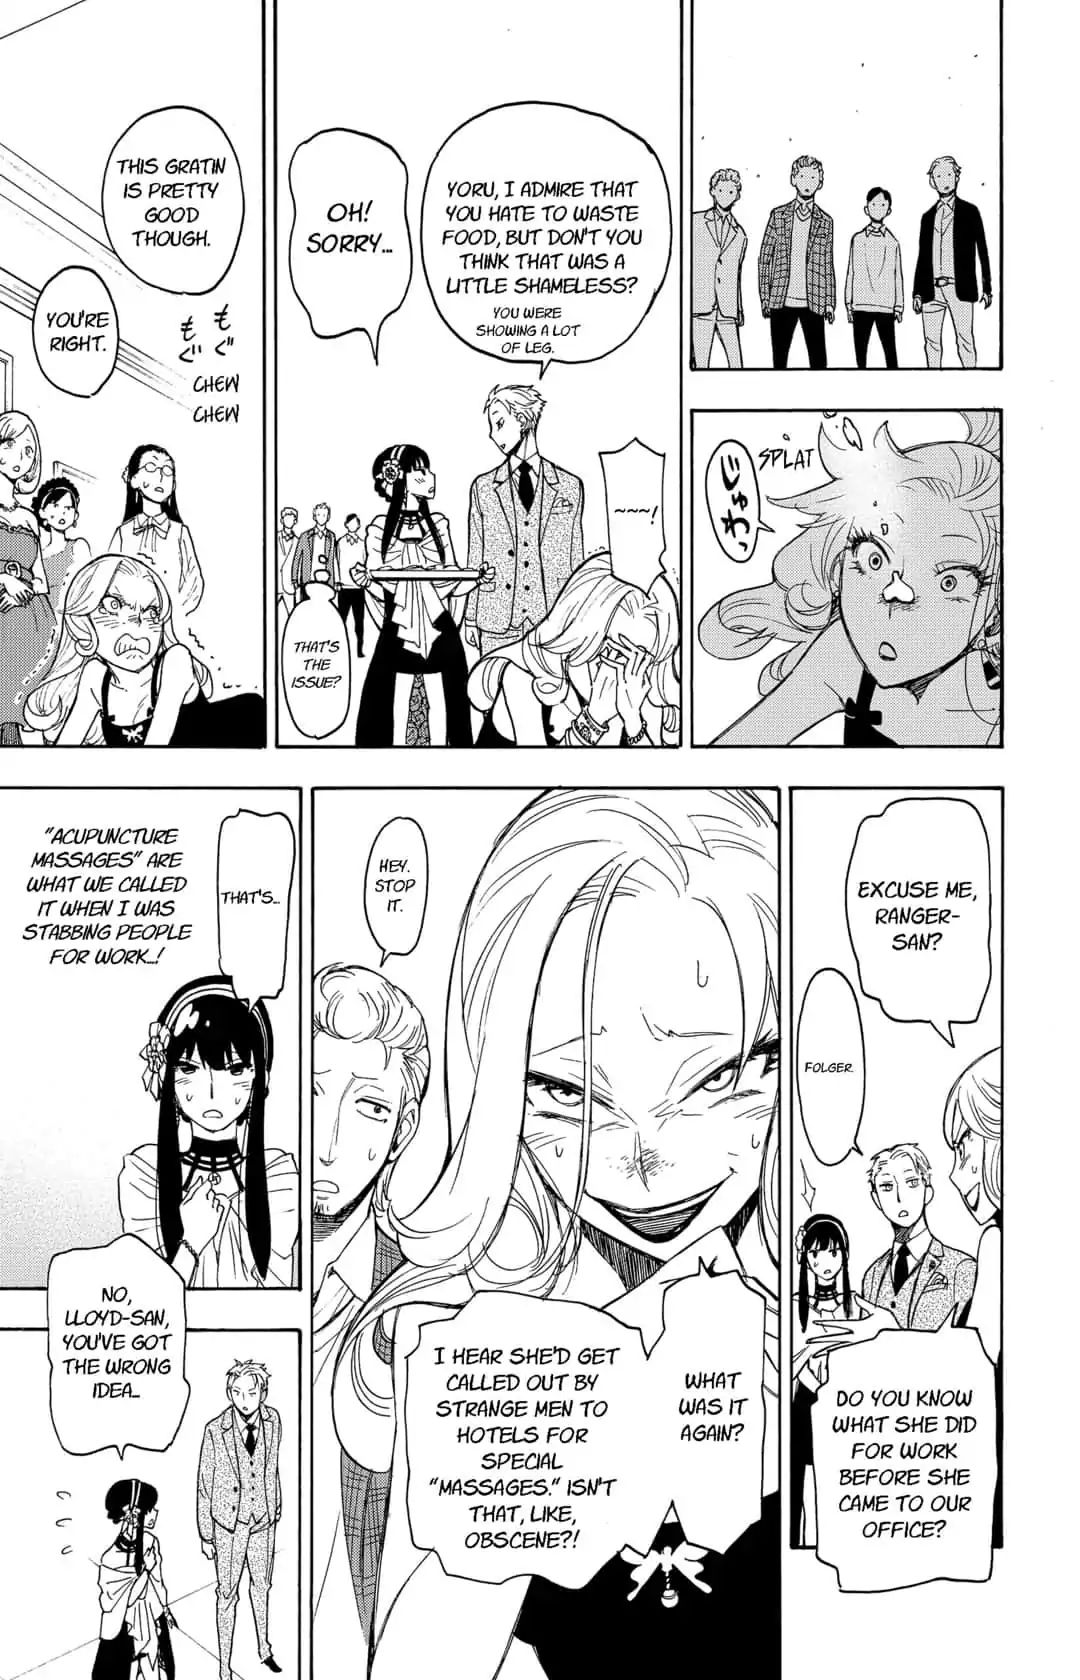 じゅわっ
SPLAT
YORU, I ADMIRE THAT
YOU HATE TO WASTE
FOOD, BUT DON'T YOU
THINK THAT WAS A
LITTLE SHAMELESS?
YOU WERE
SHOWING A LOT
OF LEG.
~~~!
OH!
SORRY...
THAT'S
THE
ISSUE?
THIS GRATIN
IS PRETTY
GOOD
THOUGH.
もぐ
もぐ
CHEW
CHEW
YOU'RE
RIGHT.
EXCUSE ME,
RANGER-
SAN?
FOLGER.
DO YOU KNOW
WHAT SHE DID
FOR WORK
BEFORE SHE
CAME TO OUR
OFFICE?
HEY.
STOP
IT.
WHAT
WAS IT
AGAIN?
I HEAR SHE'D GET
CALLED OUT BY
STRANGE MEN TO
HOTELS FOR
SPECIAL
"MASSAGES." ISN'T
THAT, LIKE,
OBSCENE?!
THAT'S...
"ACUPUNCTURE
MASSAGES" ARE
WHAT WE CALLED
IT WHEN I WAS
STABBING PEOPLE
FOR WORK...!
NO,
LLOYD-SAN,
YOU'VE GOT
THE WRONG
IDEA...